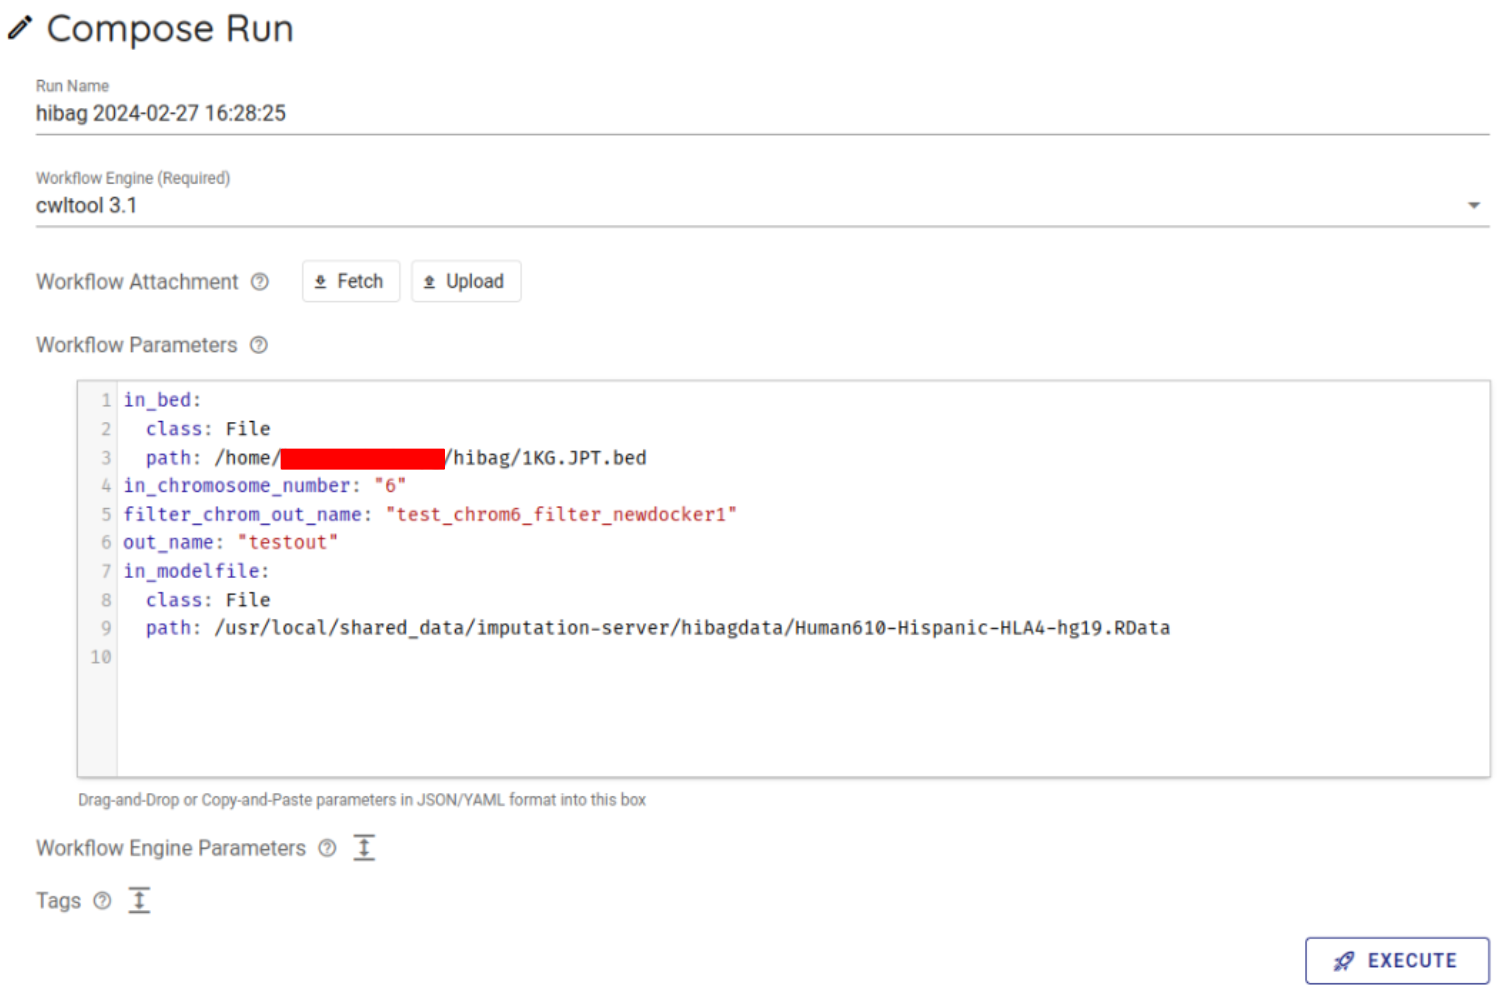 Compose Run
Run Name
hibag 2024-02-27 16:28:25
Workflow Engine (Required)
cwltool 3.1
Workflow Attachment Fetch Upload
Workflow Parameters
1 in_bed:
2   class: File
3   path: /home/ /hibag/1KG.JPT.bed
4 in_chromosome_number: "6"
5 filter_chrom_out_name: "test_chrom6_filter_newdocker1"
6 out_name: "testout"
7 in_modelfile:
8   class: File
9   path: /usr/local/shared_data/imputation-server/hibagdata/Human610-Hispanic-HLA4-hg19.RData
10
Drag-and-Drop or Copy-and-Paste parameters in JSON/YAML format into this box
Workflow Engine Parameters
Tags
EXECUTE